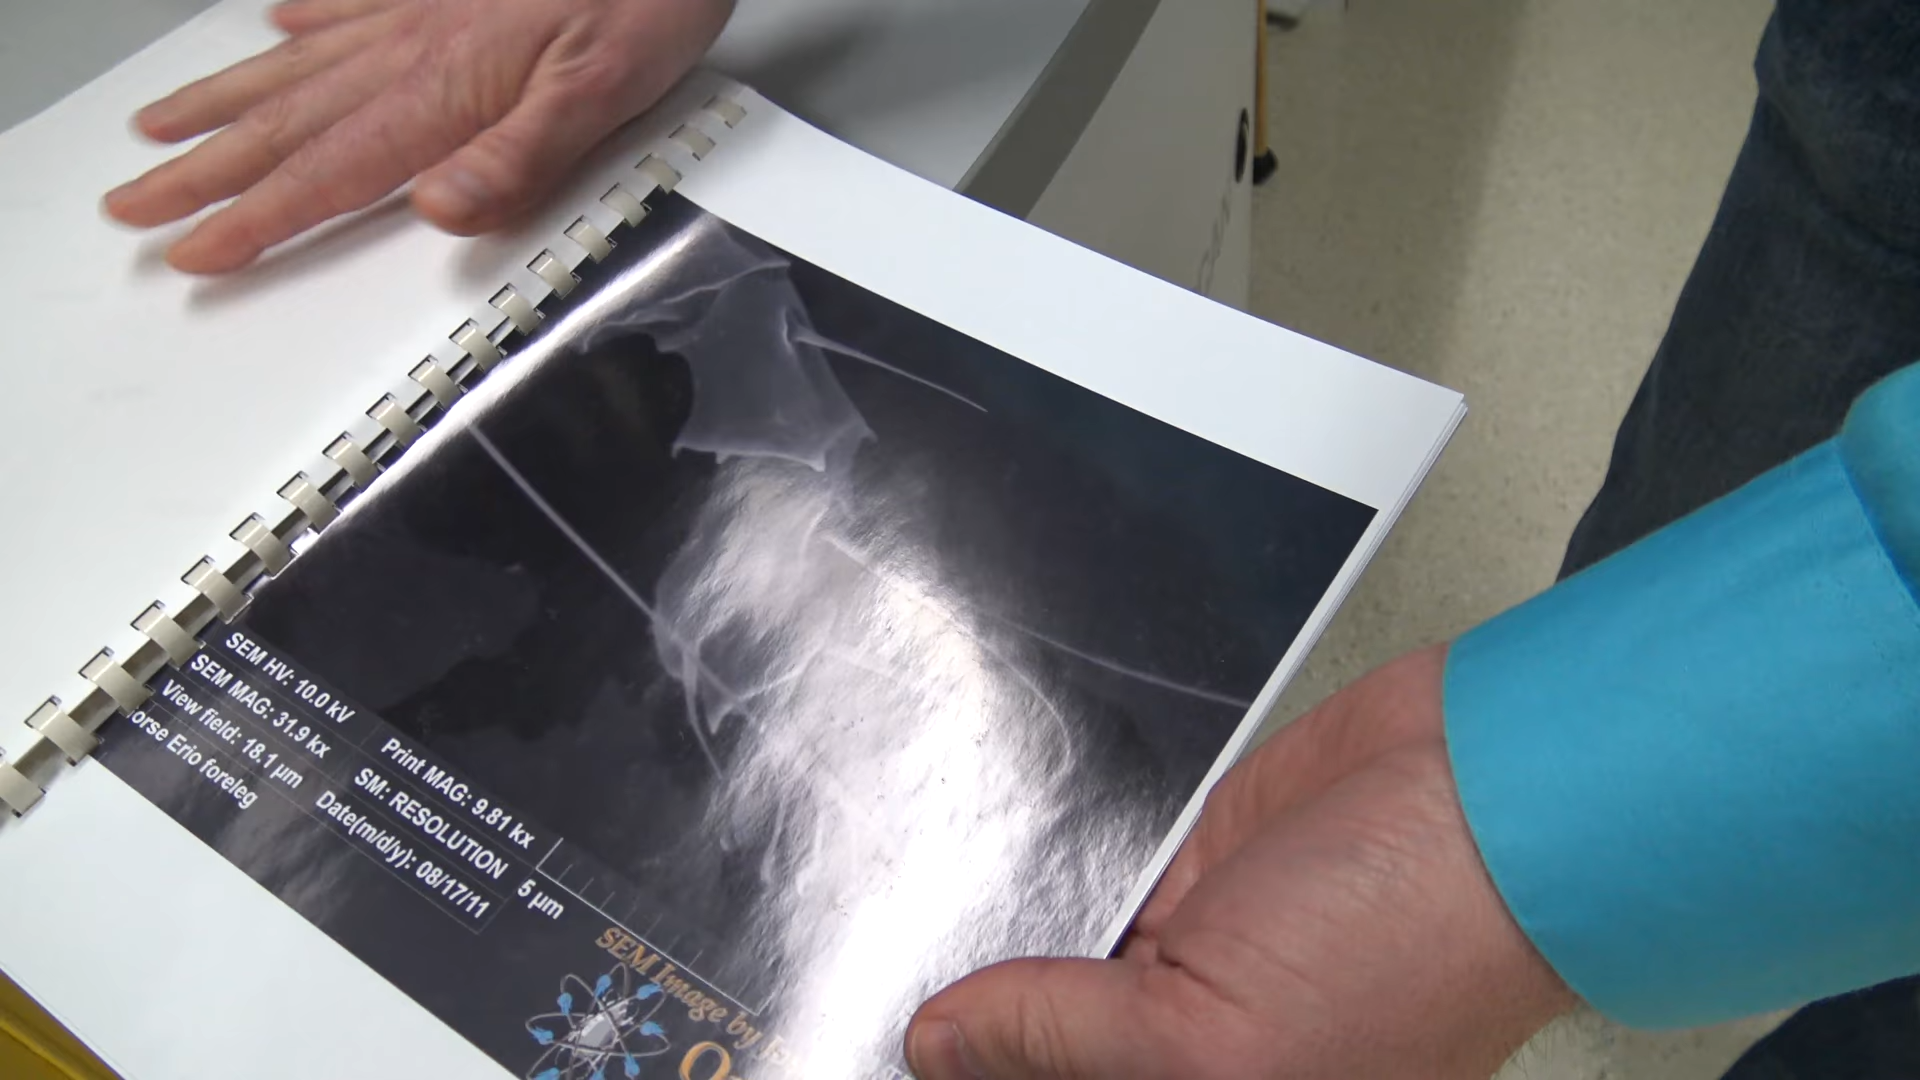 SEM HV: 10.0 kV
SEM MAG: 31.9 kx Print MAG: 9.81 kx
View field: 18.1 µm SM: RESOLUTION
Erio foreleg Date(m/d/y): 08/17/11
5 µm
SEM Image by